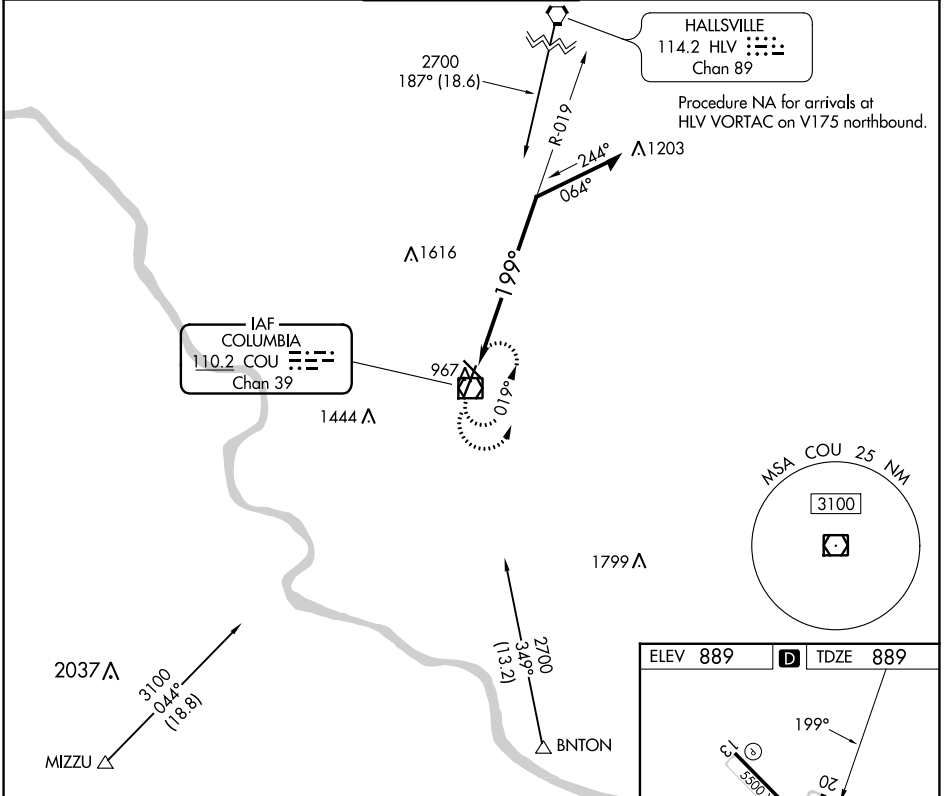 HALLSVILLE
114.2 HLV
Chan 89
Procedure NA for arrivals at
HLV VORTAC on V175 northbound.
2700
187° (18.6)
R-019
244°
064°
1203
1616
199°
IAF
COLUMBIA
110.2 COU
Chan 39
967
019°
1444
MSA COU 25 NM
3100
1799
2037
3100
044°
(18.8)
MIZZU
2700
349°
(13.2)
BNTON
ELEV 889
D
TDZE 889
199°
13
P
5500
20